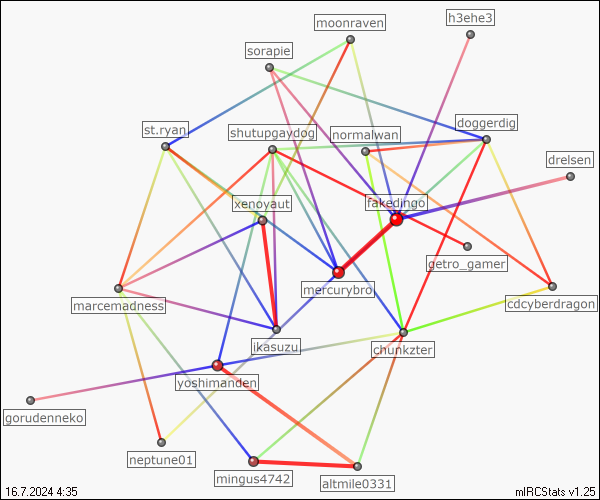 moonraven
h3ehe3
sorapie
st.ryan
shutupgaydog
normalwan
doggerdig
drelsen
xenoyaut
fakedingo
getro_gamer
mercurybro
marcemadness
cdcyberdragon
ikasuzu
chunkzter
yoshimanden
gorudenneko
neptune01
mingus4742
altmile0331
16.7.2024 4:35
mIRCStats v1.25